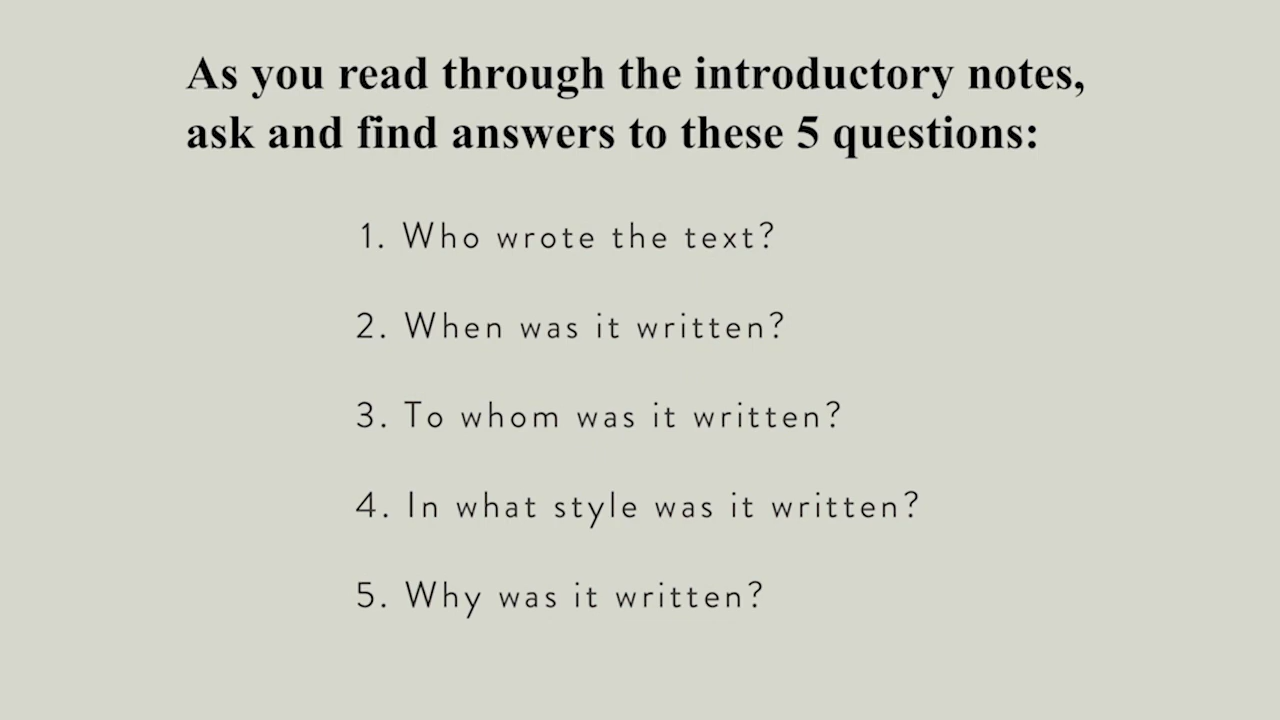 As you read through the introductory notes,
ask and find answers to these 5 questions:
1. Who wrote the text?
2. When was it written?
3. To whom was it written?
4. In what style was it written?
5. Why was it written?